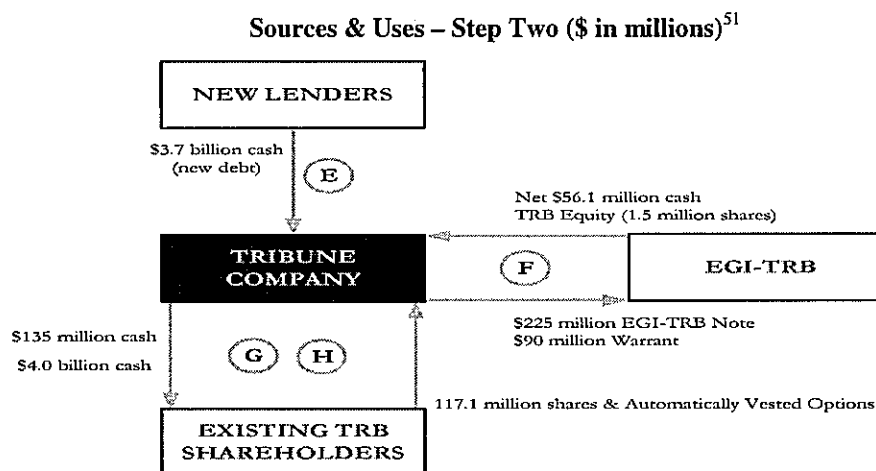 Sources & Uses – Step Two ($ in millions)51
NEW LENDERS
$3.7 billion cash
(new debt)
E
Net $56.1 million cash
TRB Equity (1.5 million shares)
TRIBUNE
COMPANY
F
EGI-TRB
$225 million EGI-TRB Note
$90 million Warrant
$135 million cash
$4.0 billion cash
G
H
117.1 million shares & Automatically Vested Options
EXISTING TRB
SHAREHOLDERS